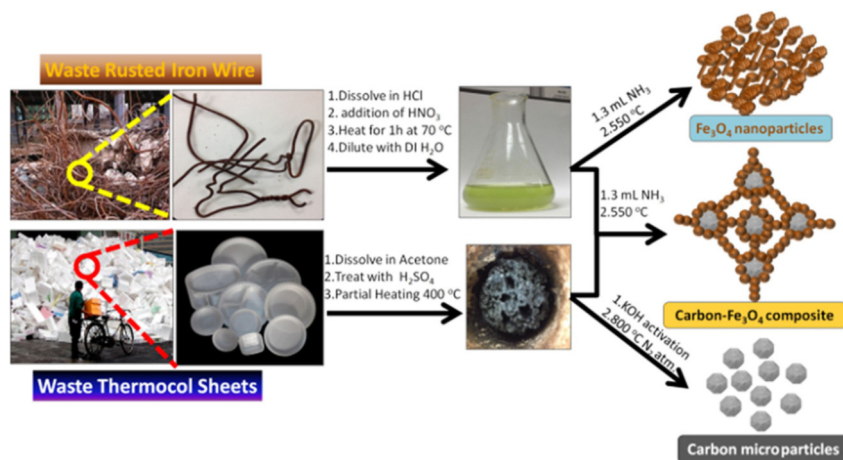 Waste Rusted Iron Wire
1.Dissolve in HCl
2. addition of HNO₃
3.Heat for 1h at 70 °C
4.Dilute with DI H₂O
1.3 mL NH₃
2.550 °C
Fe₃O₄ nanoparticles
1.3 mL NH₃
2.550 °C
Carbon-Fe₃O₄ composite
1.Dissolve in Acetone
2.Treat with H₂SO₄
3.Partial Heating 400 °C
1.KOH activation
2.800 °C N₂ atm.
Waste Thermocol Sheets
Carbon microparticles